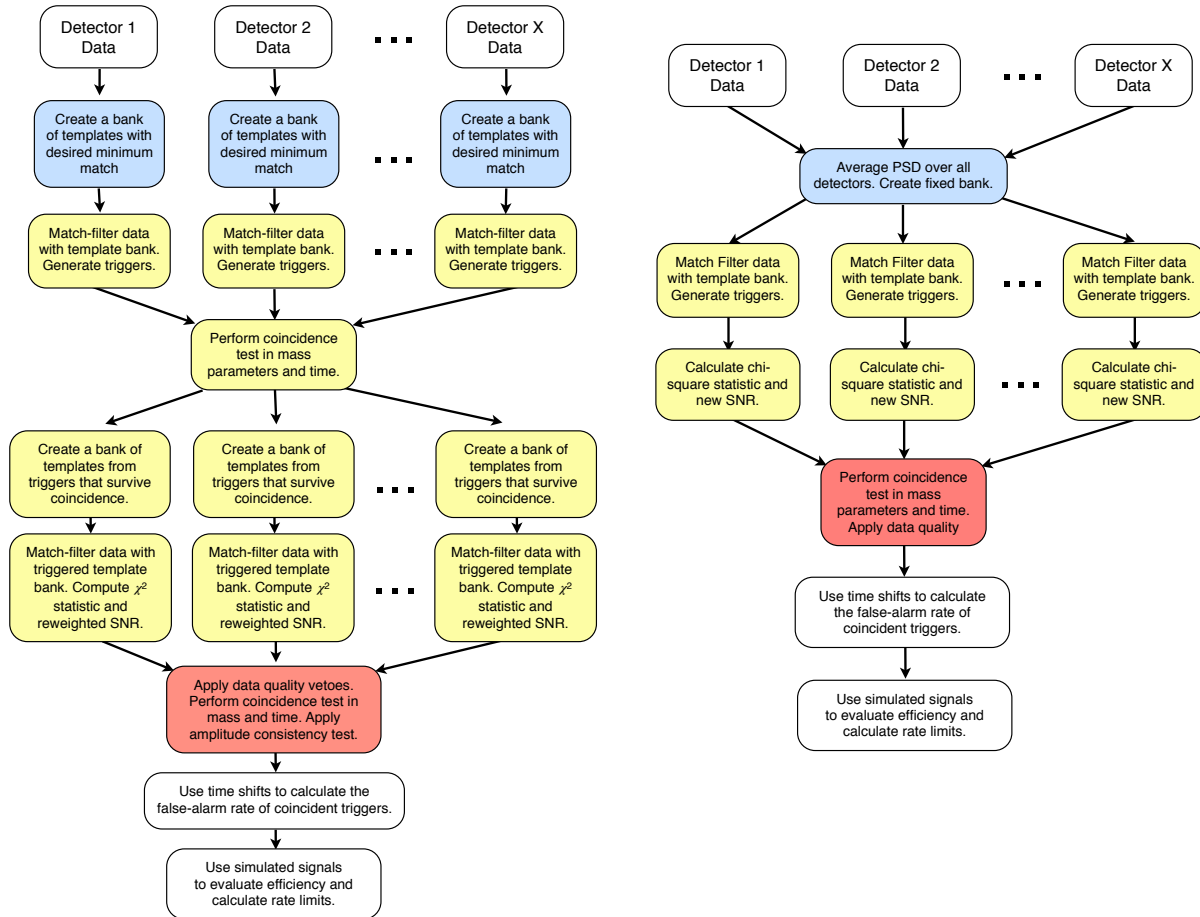 Detector 1
Data
Detector 2
Data
Detector X
Data
Create a bank
of templates with
desired minimum
match
Create a bank
of templates with
desired minimum
match
Create a bank
of templates with
desired minimum
match
Match-filter data
with template bank.
Generate triggers.
Match-filter data
with template bank.
Generate triggers.
Match-filter data
with template bank.
Generate triggers.
Perform coincidence
test in mass
parameters and time.
Create a bank of
templates from
triggers that survive
coincidence.
Create a bank of
templates from
triggers that survive
coincidence.
Create a bank of
templates from
triggers that survive
coincidence.
Match-filter data with
triggered template
bank. Compute χ²
statistic and
reweighted SNR.
Match-filter data with
triggered template
bank. Compute χ²
statistic and
reweighted SNR.
Match-filter data with
triggered template
bank. Compute χ²
statistic and
reweighted SNR.
Apply data quality vetoes.
Perform coincidence test in
mass and time. Apply
amplitude consistency test.
Use time shifts to calculate the
false-alarm rate of coincident triggers.
Use simulated signals
to evaluate efficiency and
calculate rate limits.
Detector 1
Data
Detector 2
Data
Detector X
Data
Average PSD over all
detectors. Create fixed bank.
Match Filter data
with template bank.
Generate triggers.
Match Filter data
with template bank.
Generate triggers.
Match Filter data
with template bank.
Generate triggers.
Calculate chi-
square statistic and
new SNR.
Calculate chi-
square statistic and
new SNR.
Calculate chi-
square statistic and
new SNR.
Perform coincidence
test in mass
parameters and time.
Apply data quality
Use time shifts to calculate
the false-alarm rate of
coincident triggers.
Use simulated signals
to evaluate efficiency and
calculate rate limits.